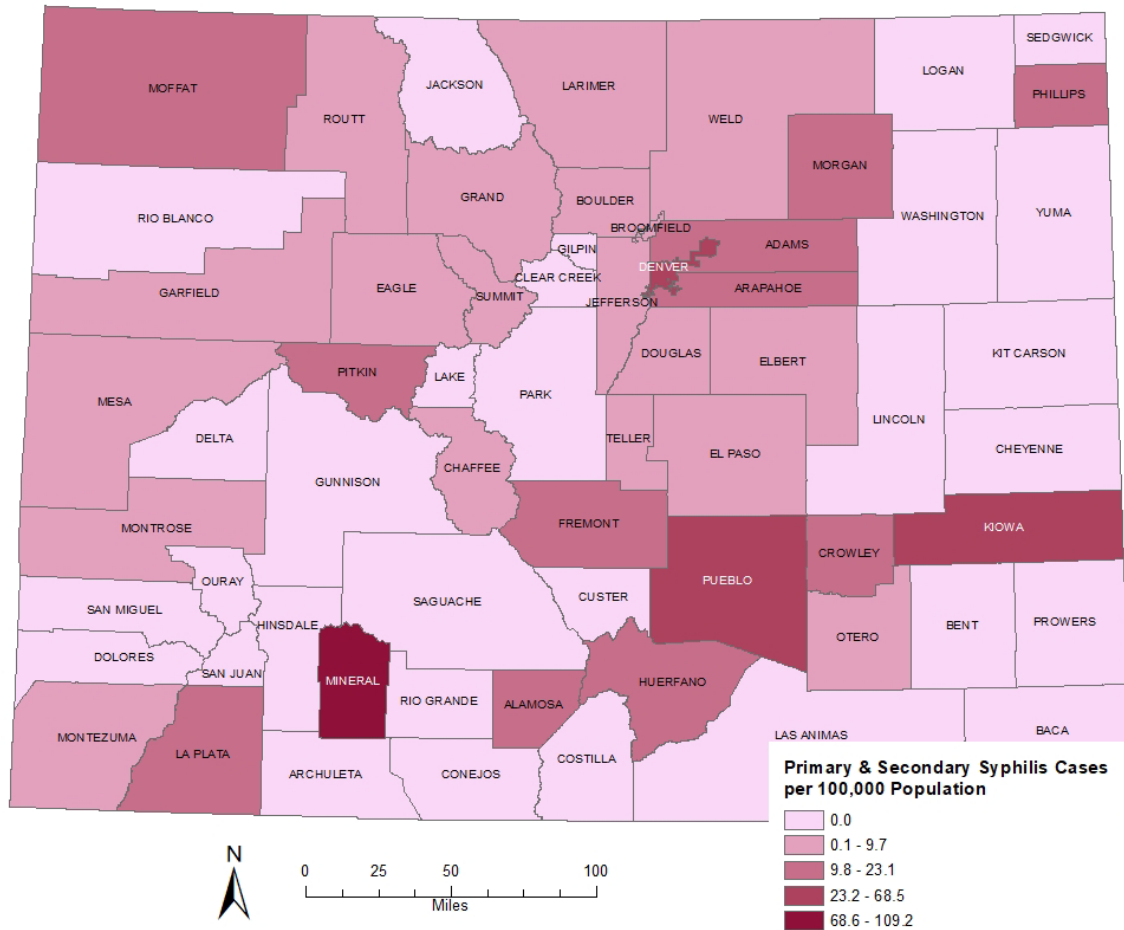 SEDGWICK
LOGAN
JACKSON
LARIMER
MOFFAT
PHILLIPS
ROUTT
WELD
MORGAN
GRAND
BOULDER
RIO BLANCO
WASHINGTON
YUMA
BROOMFIELD
GILPIN
ADAMS
DENVER
CLEAR CREEK
EAGLE
GARFIELD
SUMMIT
ARAPAHOE
JEFFERSON
DOUGLAS
ELBERT
KIT CARSON
PITKIN
LAKE
PARK
MESA
LINCOLN
DELTA
TELLER
CHEYENNE
EL PASO
CHAFFEE
GUNNISON
MONTROSE
FREMONT
KIOWA
CROWLEY
OURAY
PUEBLO
CUSTER
SAGUACHE
SAN MIGUEL
HINSDALE
PROWERS
BENT
OTERO
DOLORES
SAN JUAN
MINERAL
HUERFANO
RIO GRANDE
ALAMOSA
MONTEZUMA
LAS ANIMAS
BACA
LA PLATA
COSTILLA
ARCHULETA
CONEJOS
Primary & Secondary Syphilis Cases
per 100,000 Population
0.0
0.1 - 9.7
9.8 - 23.1
23.2 - 68.5
68.6 - 109.2
N
0 25 50 100
Miles